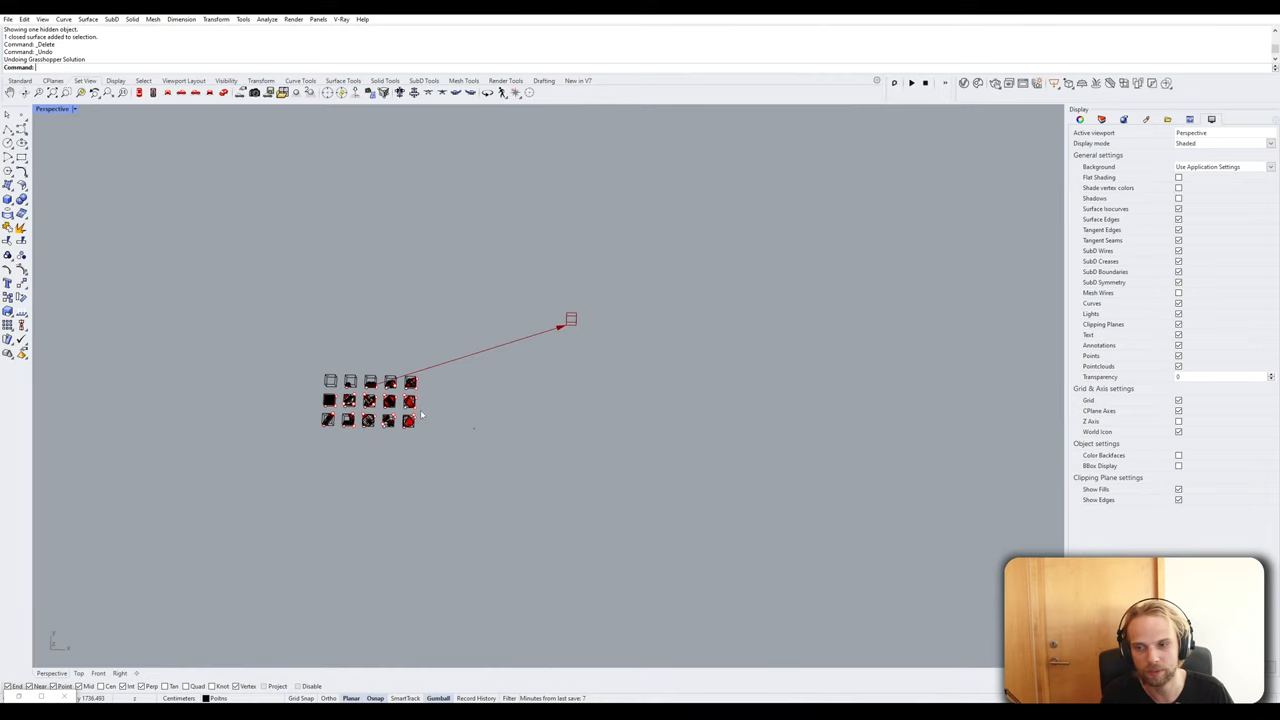 File Edit View Curve Surface SubD Solid Mesh Dimension Transform Tools Analyze Render Panels V-Ray Help
Showing one hidden object.
1 closed surface added to selection.
Command: _Delete
Command: _Undo
Undoing Grasshopper Solution
Command:
Standard CPlanes Set View Display Select Viewport Layout Visibility Transform Curve Tools Surface Tools Solid Tools SubD Tools Mesh Tools Render Tools Drafting New in V7
Perspective
Display
Active viewport Perspective
Display mode Shaded
General settings
Background Use Application Settings
Flat Shading
Shade vertex colors
Shadows
Surface Isocurves
Surface Edges
Tangent Edges
Tangent Seams
SubD Wires
SubD Creases
SubD Boundaries
SubD Symmetry
Mesh Wires
Curves
Lights
Clipping Planes
Text
Annotations
Points
Pointclouds
Transparency 0
Grid & Axis settings
Grid
CPlane Axes
Z Axis
World Icon
Object settings
Color Backfaces
BBox Display
Clipping Plane settings
Show Fills
Show Edges
y
z x
Perspective Top Front Right
End Near Point Mid Cen Int Perp Tan Quad Knot Vertex Project Disable
y 1736.493 z Centimeters Poitns Grid Snap Ortho Planar Osnap SmartTrack Gumball Record History Filter Minutes from last save: 7